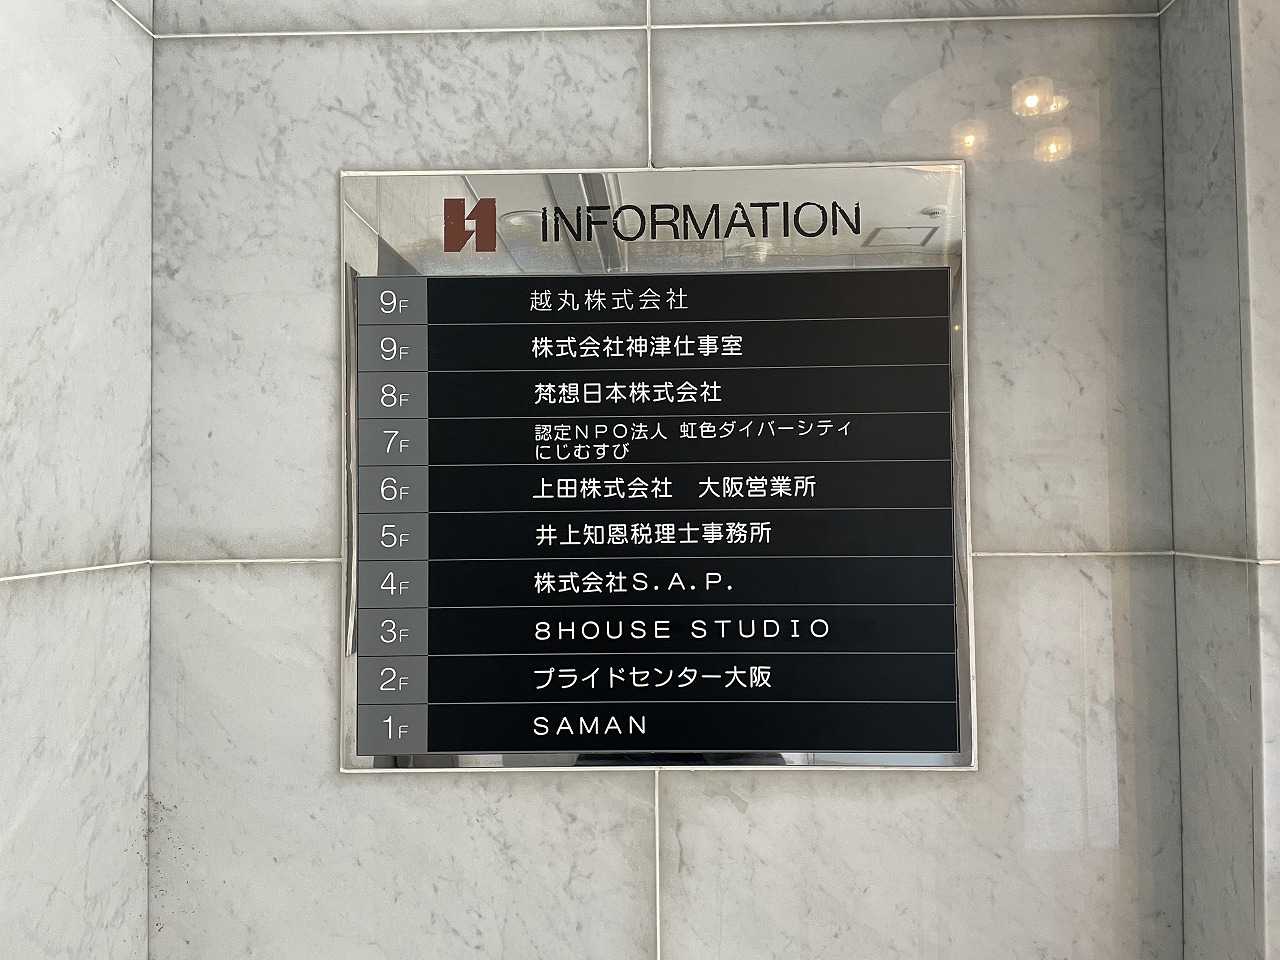 INFORMATION
9F 越丸株式会社
9F 株式会社神津仕事室
8F 梵想日本株式会社
7F 認定NPO法人 虹色ダイバーシティ
にじむすび
6F 上田株式会社　大阪営業所
5F 井上知恩税理士事務所
4F 株式会社S.A.P.
3F 8HOUSE STUDIO
2F プライドセンター大阪
1F SAMAN